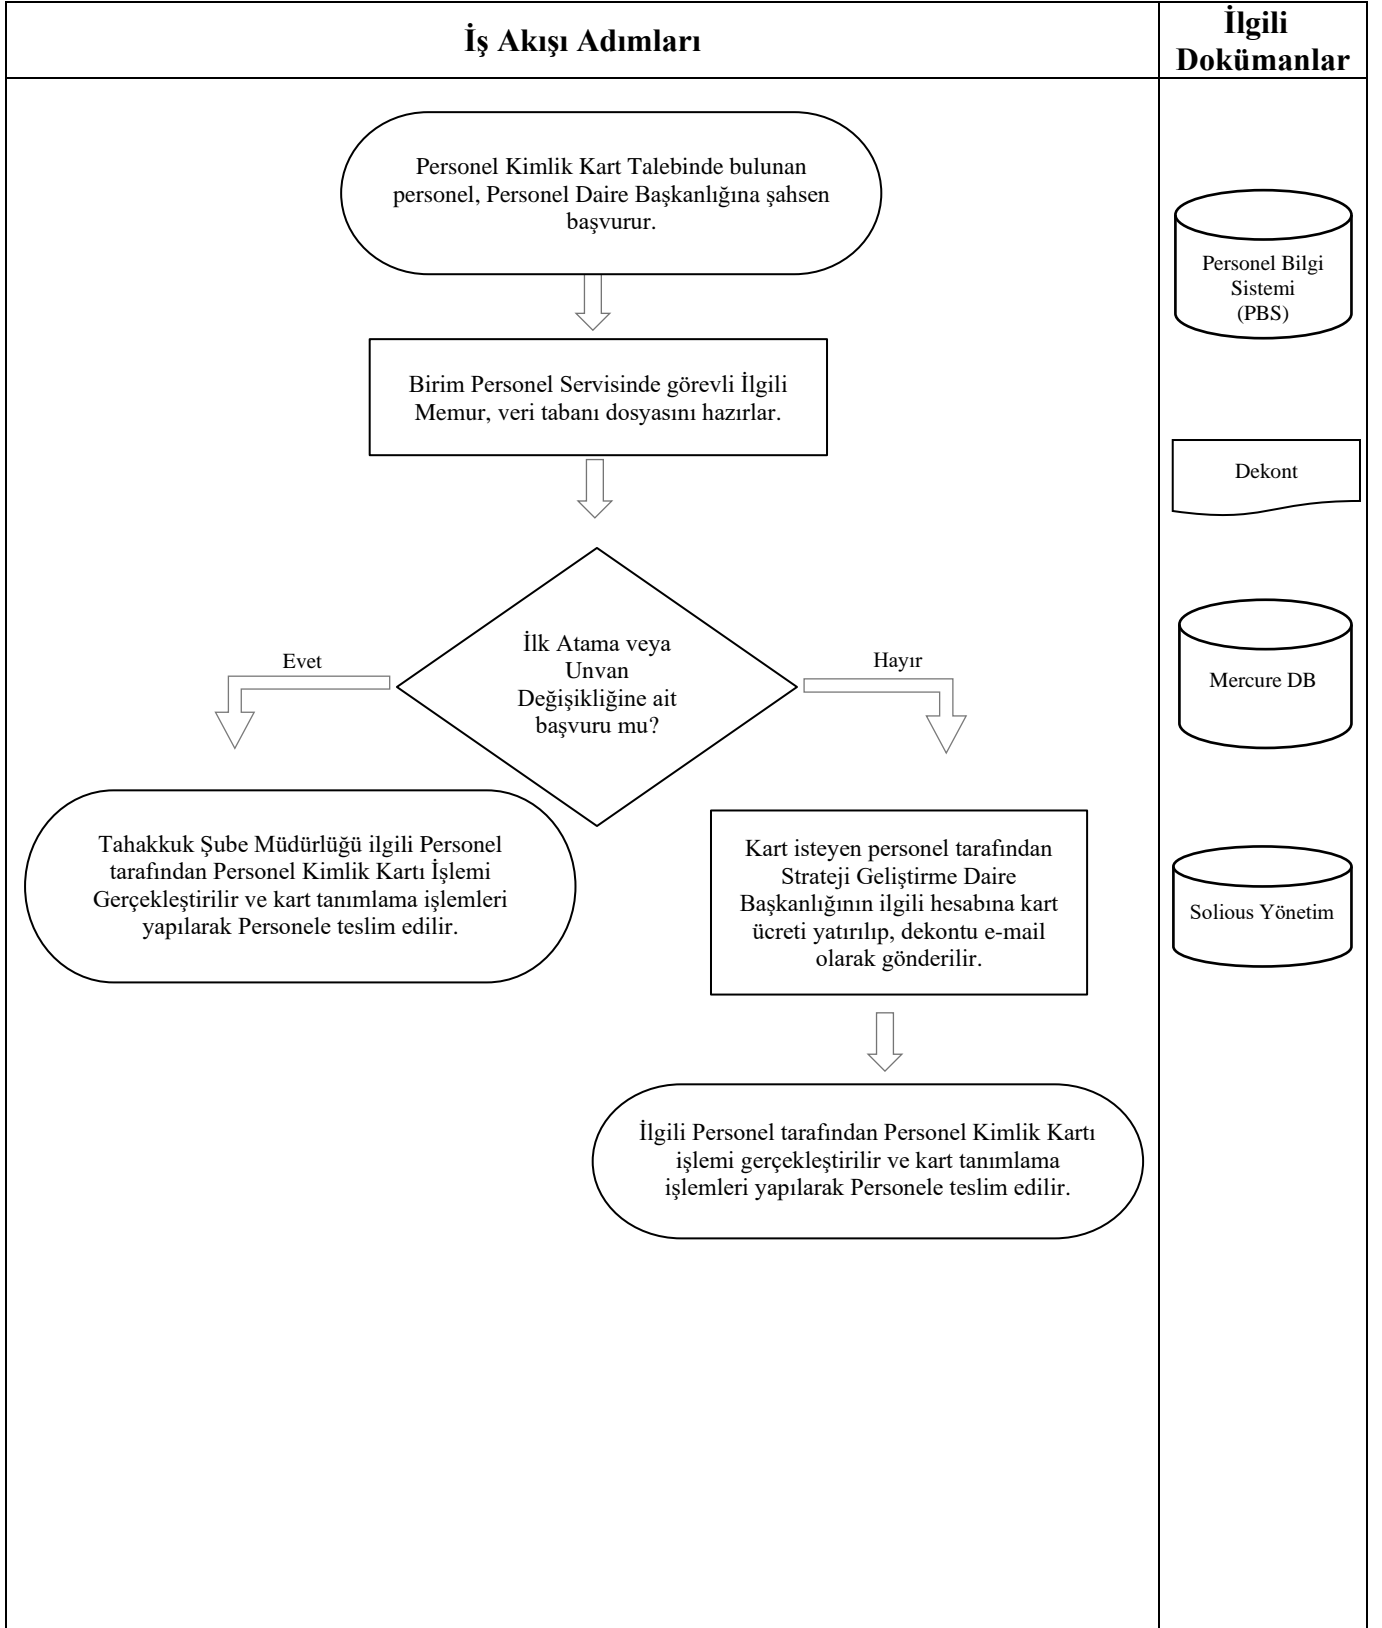 İş Akışı Adımları
İlgili
Dokümanlar
Personel Kimlik Kart Talebinde bulunan
personel, Personel Daire Başkanlığına şahsen
başvurur.
Birim Personel Servisinde görevli İlgili
Memur, veri tabanı dosyasını hazırlar.
İlk Atama veya
Unvan
Değişikliğine ait
başvuru mu?
Evet
Hayır
Tahakkuk Şube Müdürlüğü ilgili Personel
tarafından Personel Kimlik Kartı İşlemi
Gerçekleştirilir ve kart tanımlama işlemleri
yapılarak Personele teslim edilir.
Kart isteyen personel tarafından
Strateji Geliştirme Daire
Başkanlığının ilgili hesabına kart
ücreti yatırılıp, dekontu e-mail
olarak gönderilir.
İlgili Personel tarafından Personel Kimlik Kartı
işlemi gerçekleştirilir ve kart tanımlama
işlemleri yapılarak Personele teslim edilir.
Personel Bilgi
Sistemi
(PBS)
Dekont
Mercure DB
Solious Yönetim